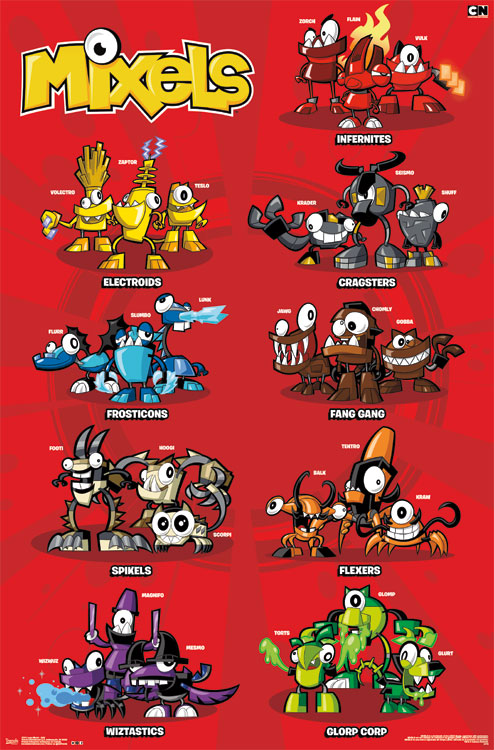 CN
MIXELS
ZORCH
FLAIN
VULK
INFERNITES
VOLECTRO
ZAPTOR
TESLO
ELECTROIDS
KRADER
SEISMO
SHUFF
CRAGSTERS
FLURR
SLUMBO
LUNK
FROSTICONS
JAWG
CHOMLY
GOBBA
FANG GANG
FOOTI
HOOGI
SCORPI
SPIKELS
BALK
TENTRO
KRAW
FLEXERS
WIZWUZ
MAGNIFO
MESMO
WIZTASTICS
TORTS
GLOMP
GLURT
GLORP CORP